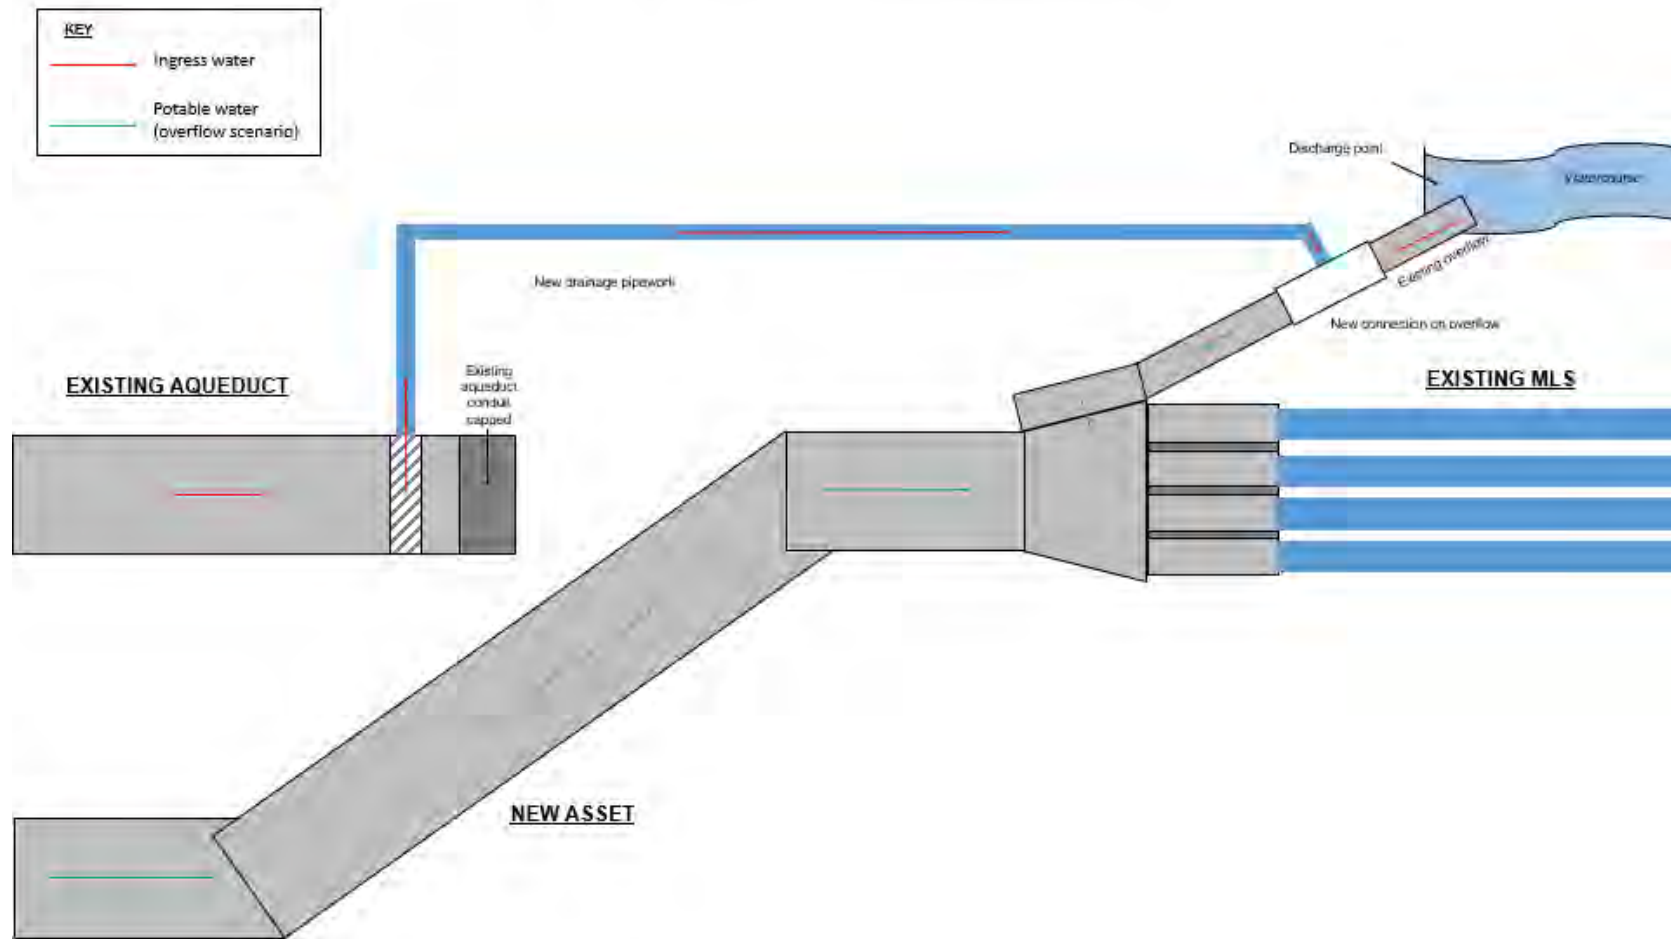 KEY
Ingress water
Potable water
(overflow scenario)
Discharge point
Watercourse
Existing overflow
New drainage pipework
New connection on overflow
Existing
aqueduct
conduit
capped
EXISTING AQUEDUCT
EXISTING MLS
NEW ASSET